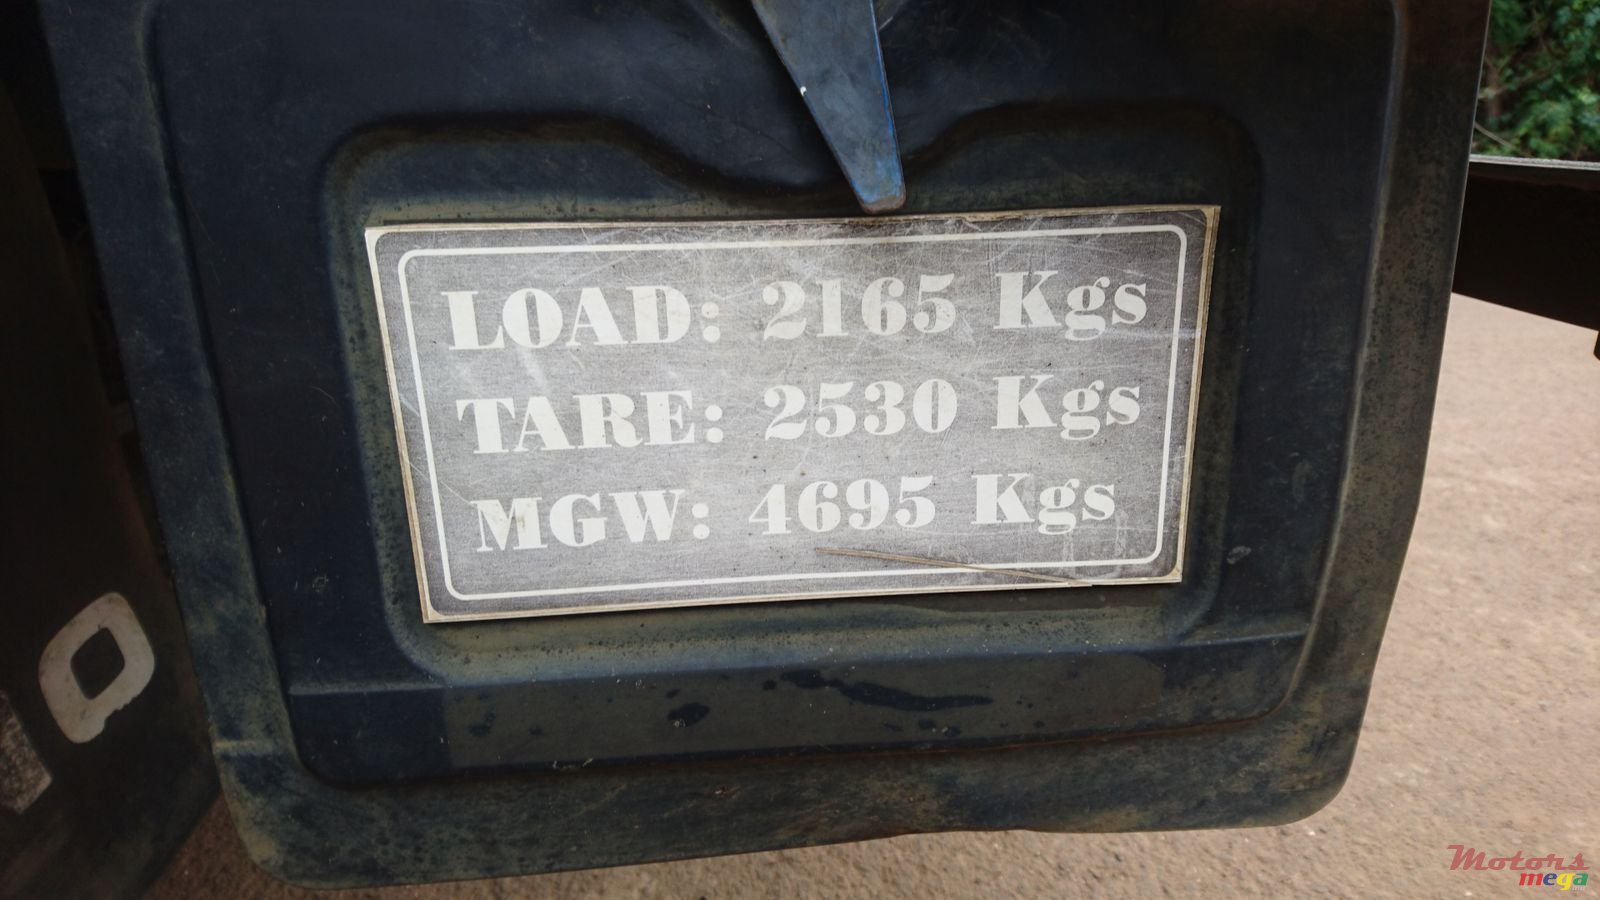 LOAD: 2165 Kgs
TARE: 2530 Kgs
MGW: 4695 Kgs
O
Motors
mega